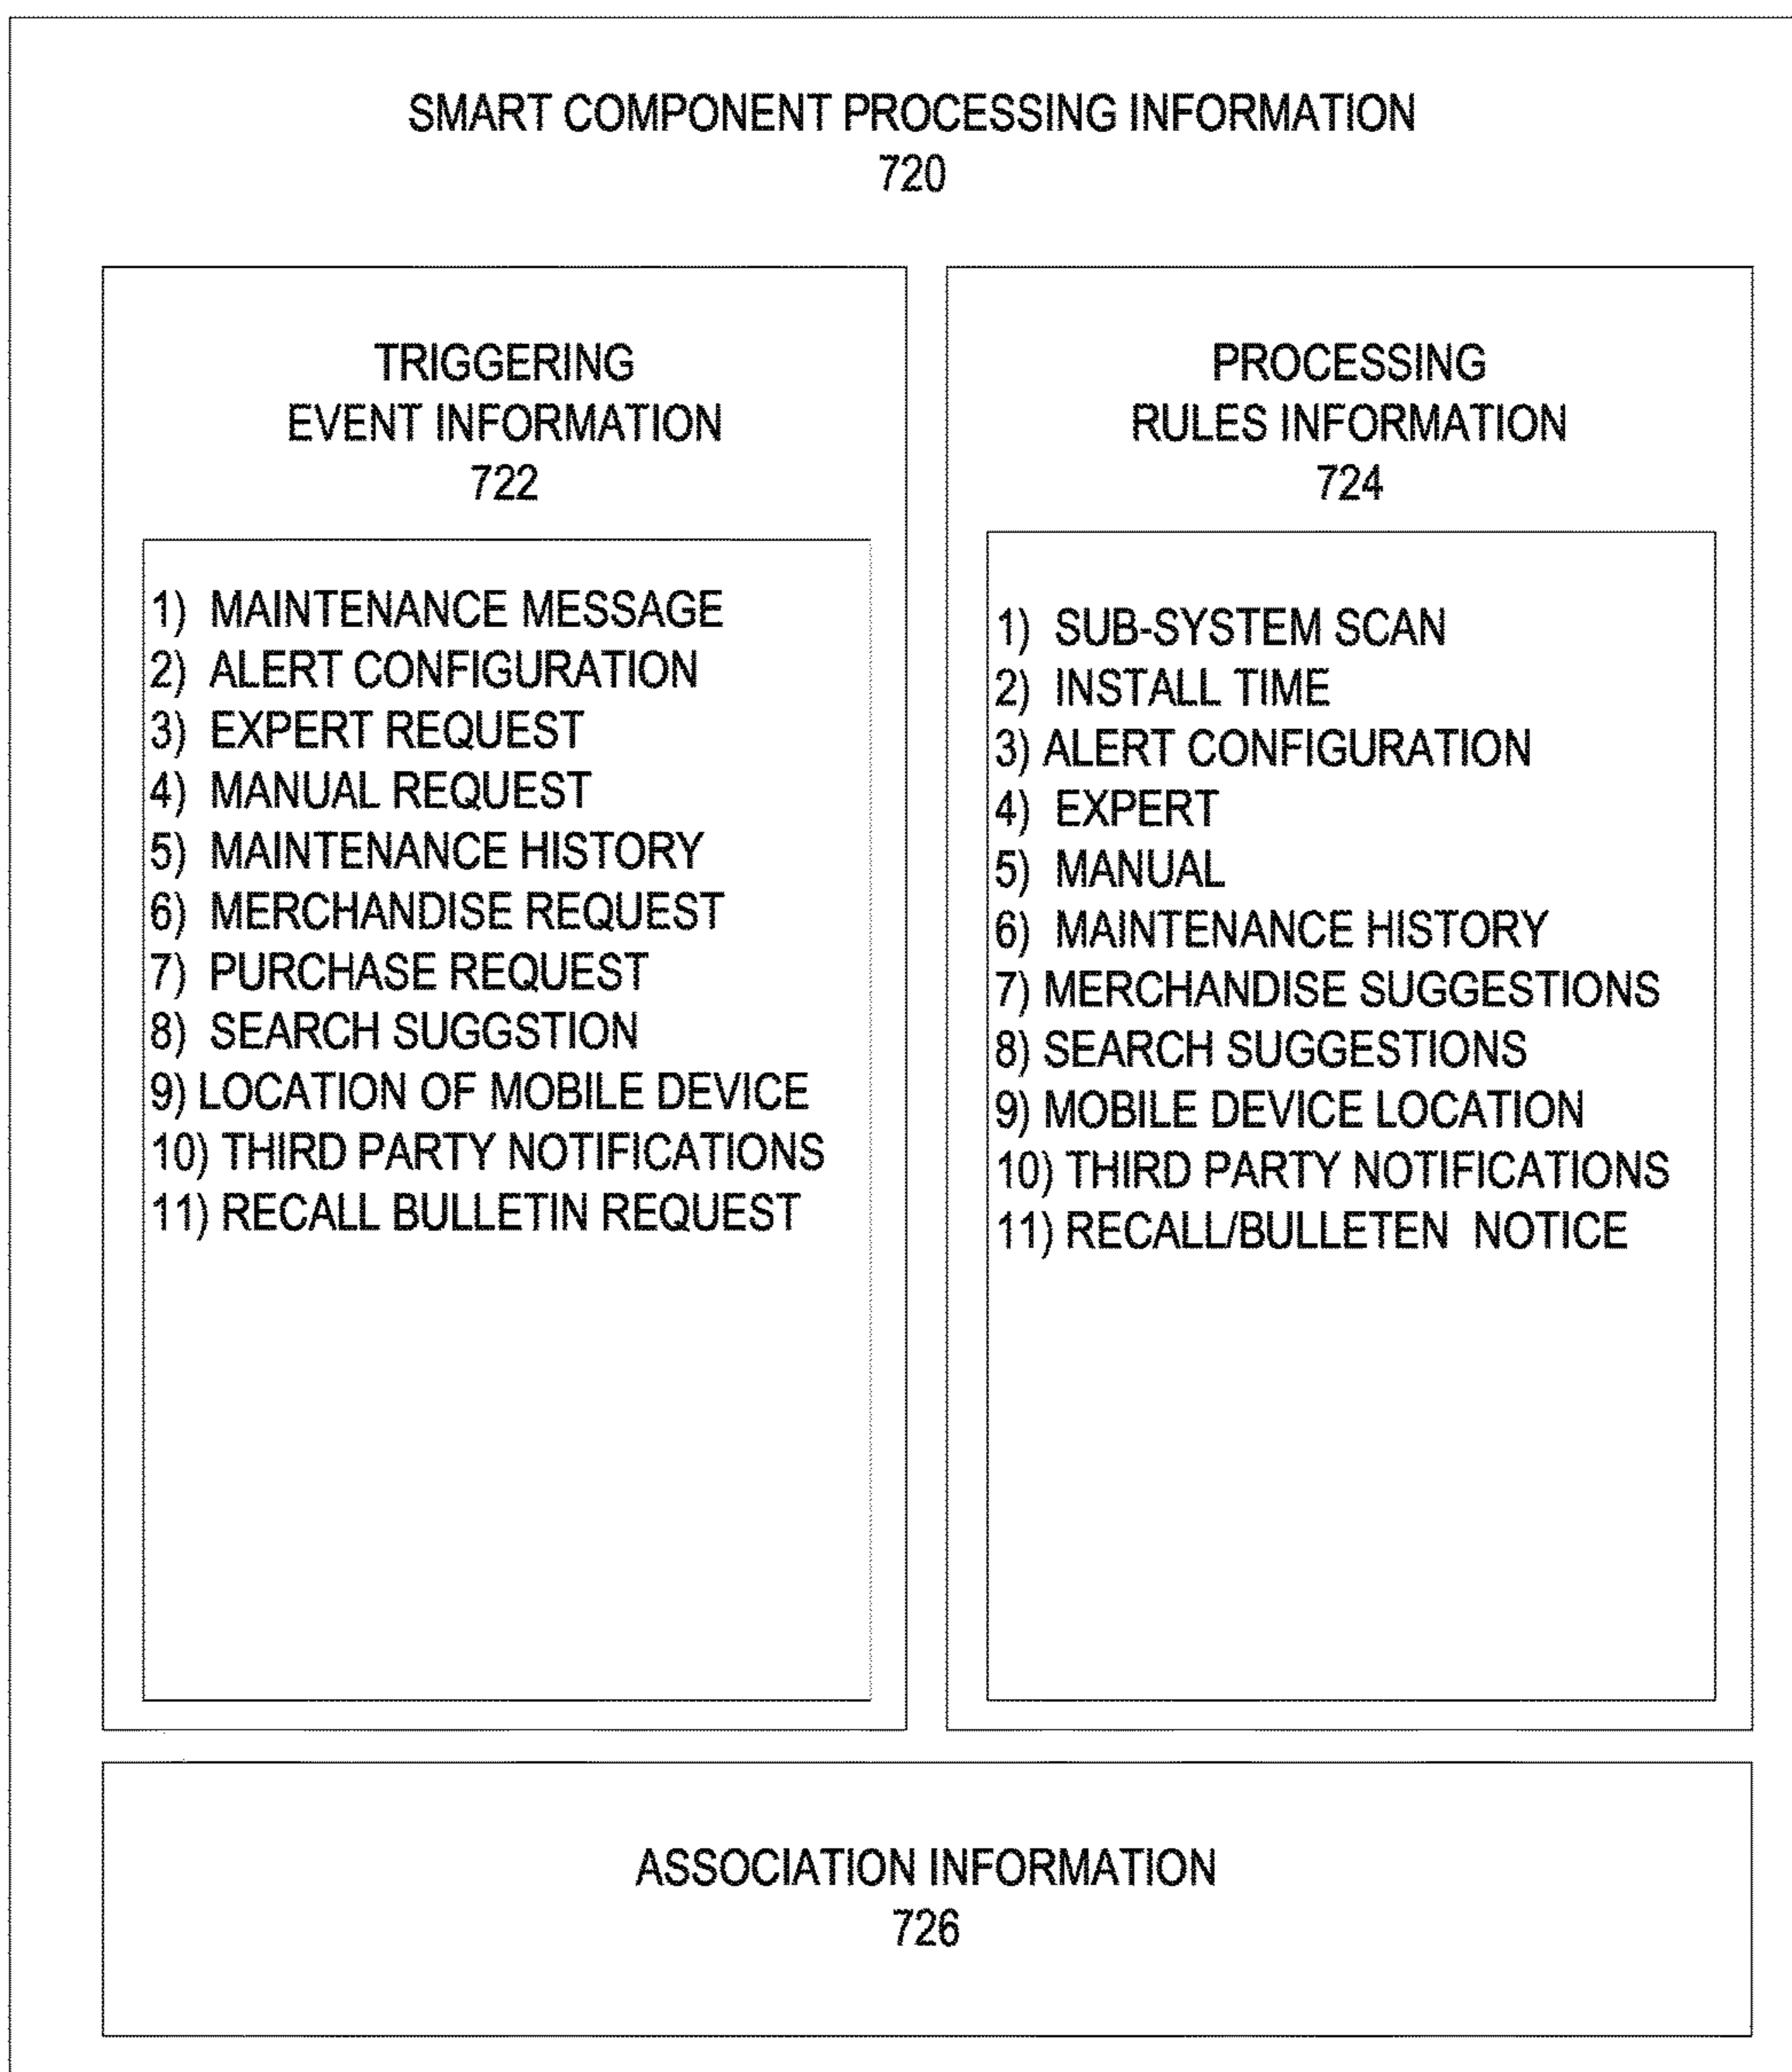 SMART COMPONENT PROCESSING INFORMATION
720
TRIGGERING
EVENT INFORMATION
722
1) MAINTENANCE MESSAGE
2) ALERT CONFIGURATION
3) EXPERT REQUEST
4) MANUAL REQUEST
5) MAINTENANCE HISTORY
6) MERCHANDISE REQUEST
7) PURCHASE REQUEST
8) SEARCH SUGGSTION
9) LOCATION OF MOBILE DEVICE
10) THIRD PARTY NOTIFICATIONS
11) RECALL BULLETIN REQUEST
PROCESSING
RULES INFORMATION
724
1) SUB-SYSTEM SCAN
2) INSTALL TIME
3) ALERT CONFIGURATION
4) EXPERT
5) MANUAL
6) MAINTENANCE HISTORY
7) MERCHANDISE SUGGESTIONS
8) SEARCH SUGGESTIONS
9) MOBILE DEVICE LOCATION
10) THIRD PARTY NOTIFICATIONS
11) RECALL/BULLETEN NOTICE
ASSOCIATION INFORMATION
726